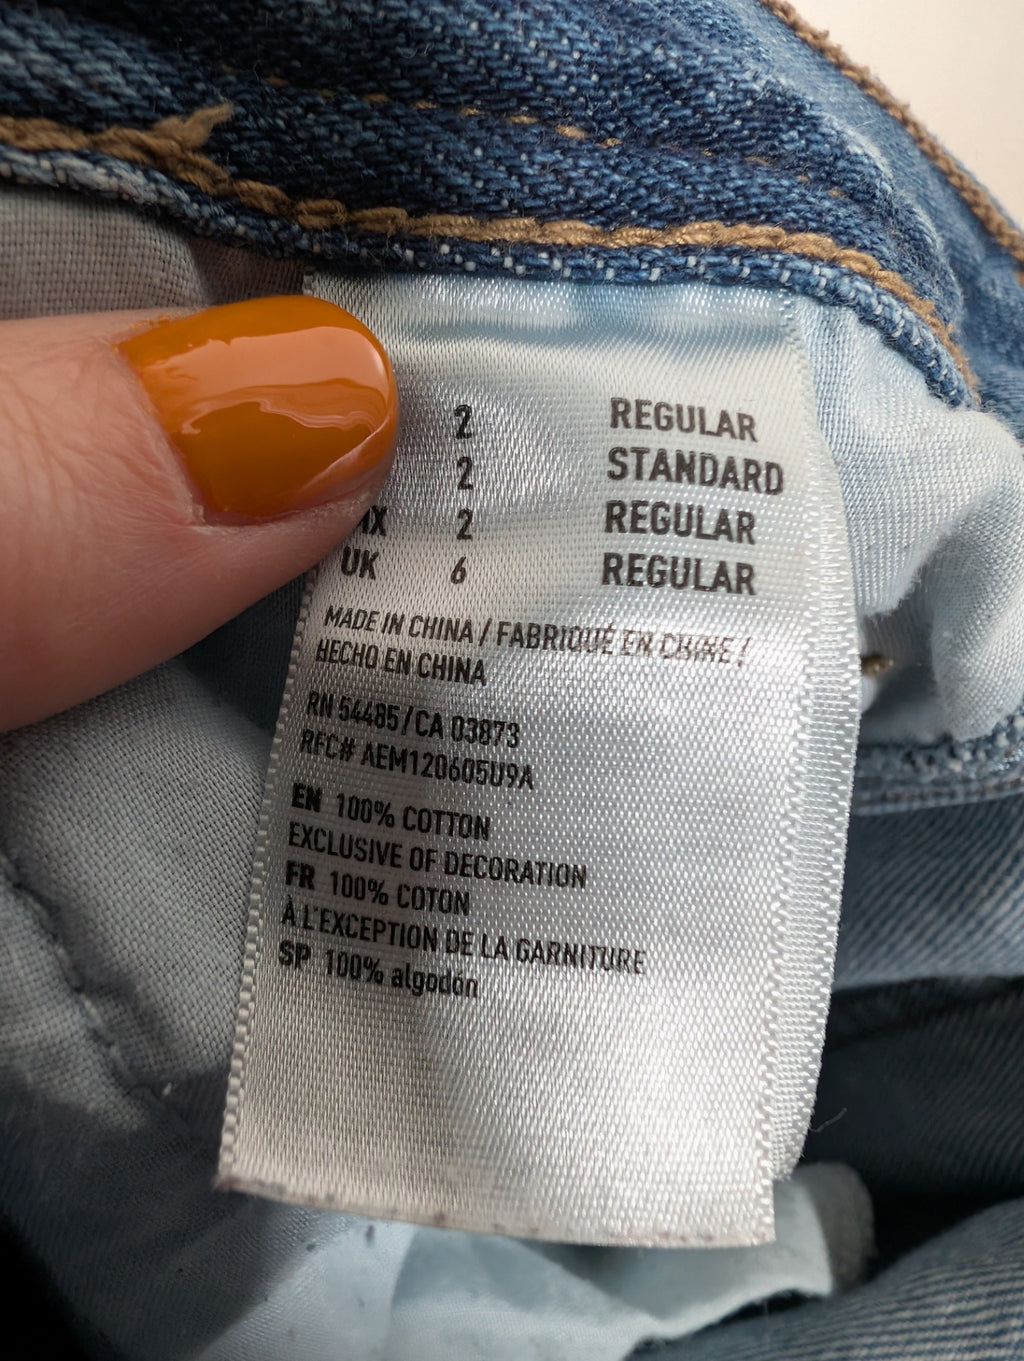 2 REGULAR
2 STANDARD
2 REGULAR
UK 6 REGULAR
MADE IN CHINA / FABRIQUÉ EN CHINE /
HECHO EN CHINA
RN 54485 / CA 03873
RFC# AEM120605U9A
EN 100% COTTON
EXCLUSIVE OF DECORATION
FR 100% COTON
À L'EXCEPTION DE LA GARNITURE
SP 100% algodón